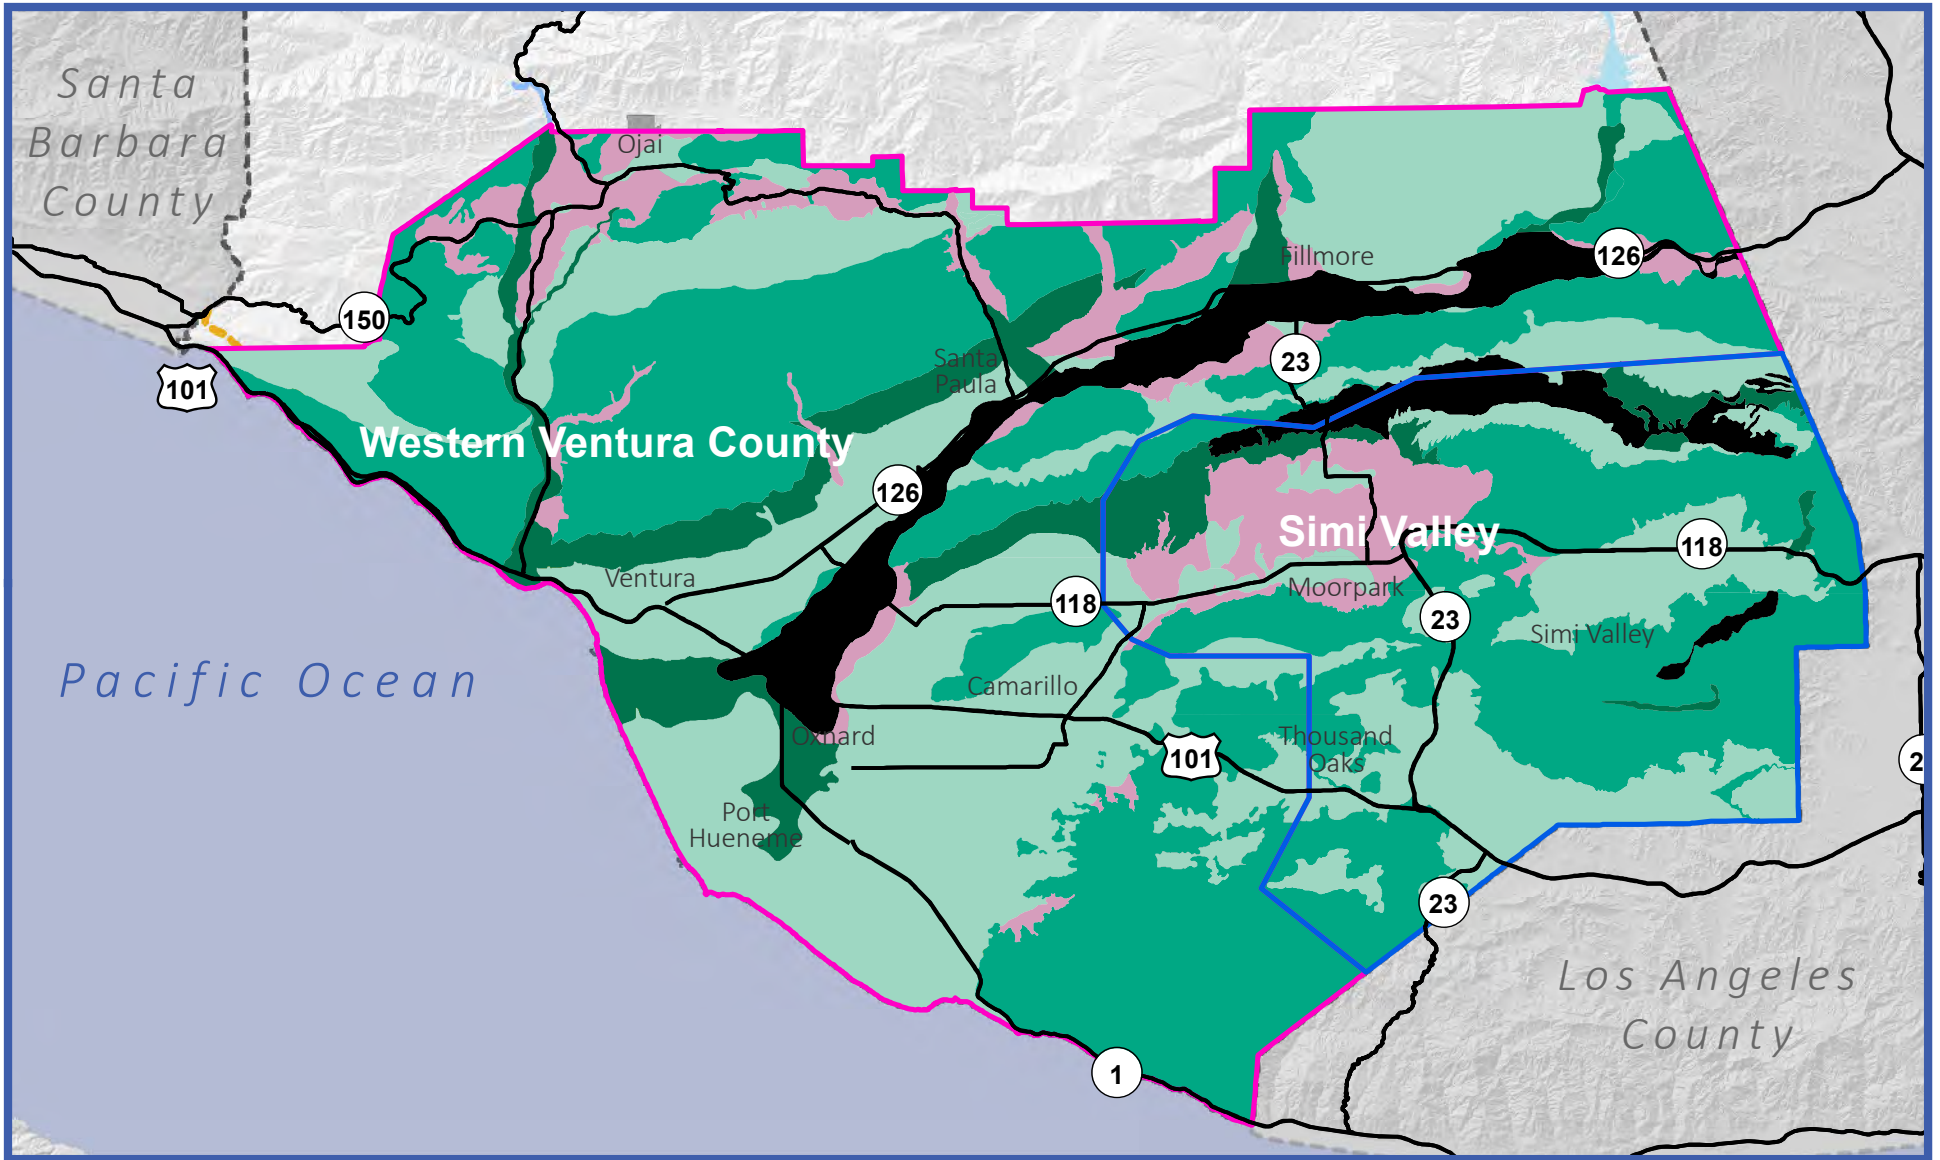 Santa
Barbara
County
Ojai
Fillmore
126
150
101
Santa
Paula
23
Western Ventura County
126
Simi Valley
118
Ventura
118
Moorpark
23
Simi Valley
Pacific Ocean
Camarillo
Oxnard
101
Thousand
Oaks
2
Port
Hueneme
23
Los Angeles
County
1